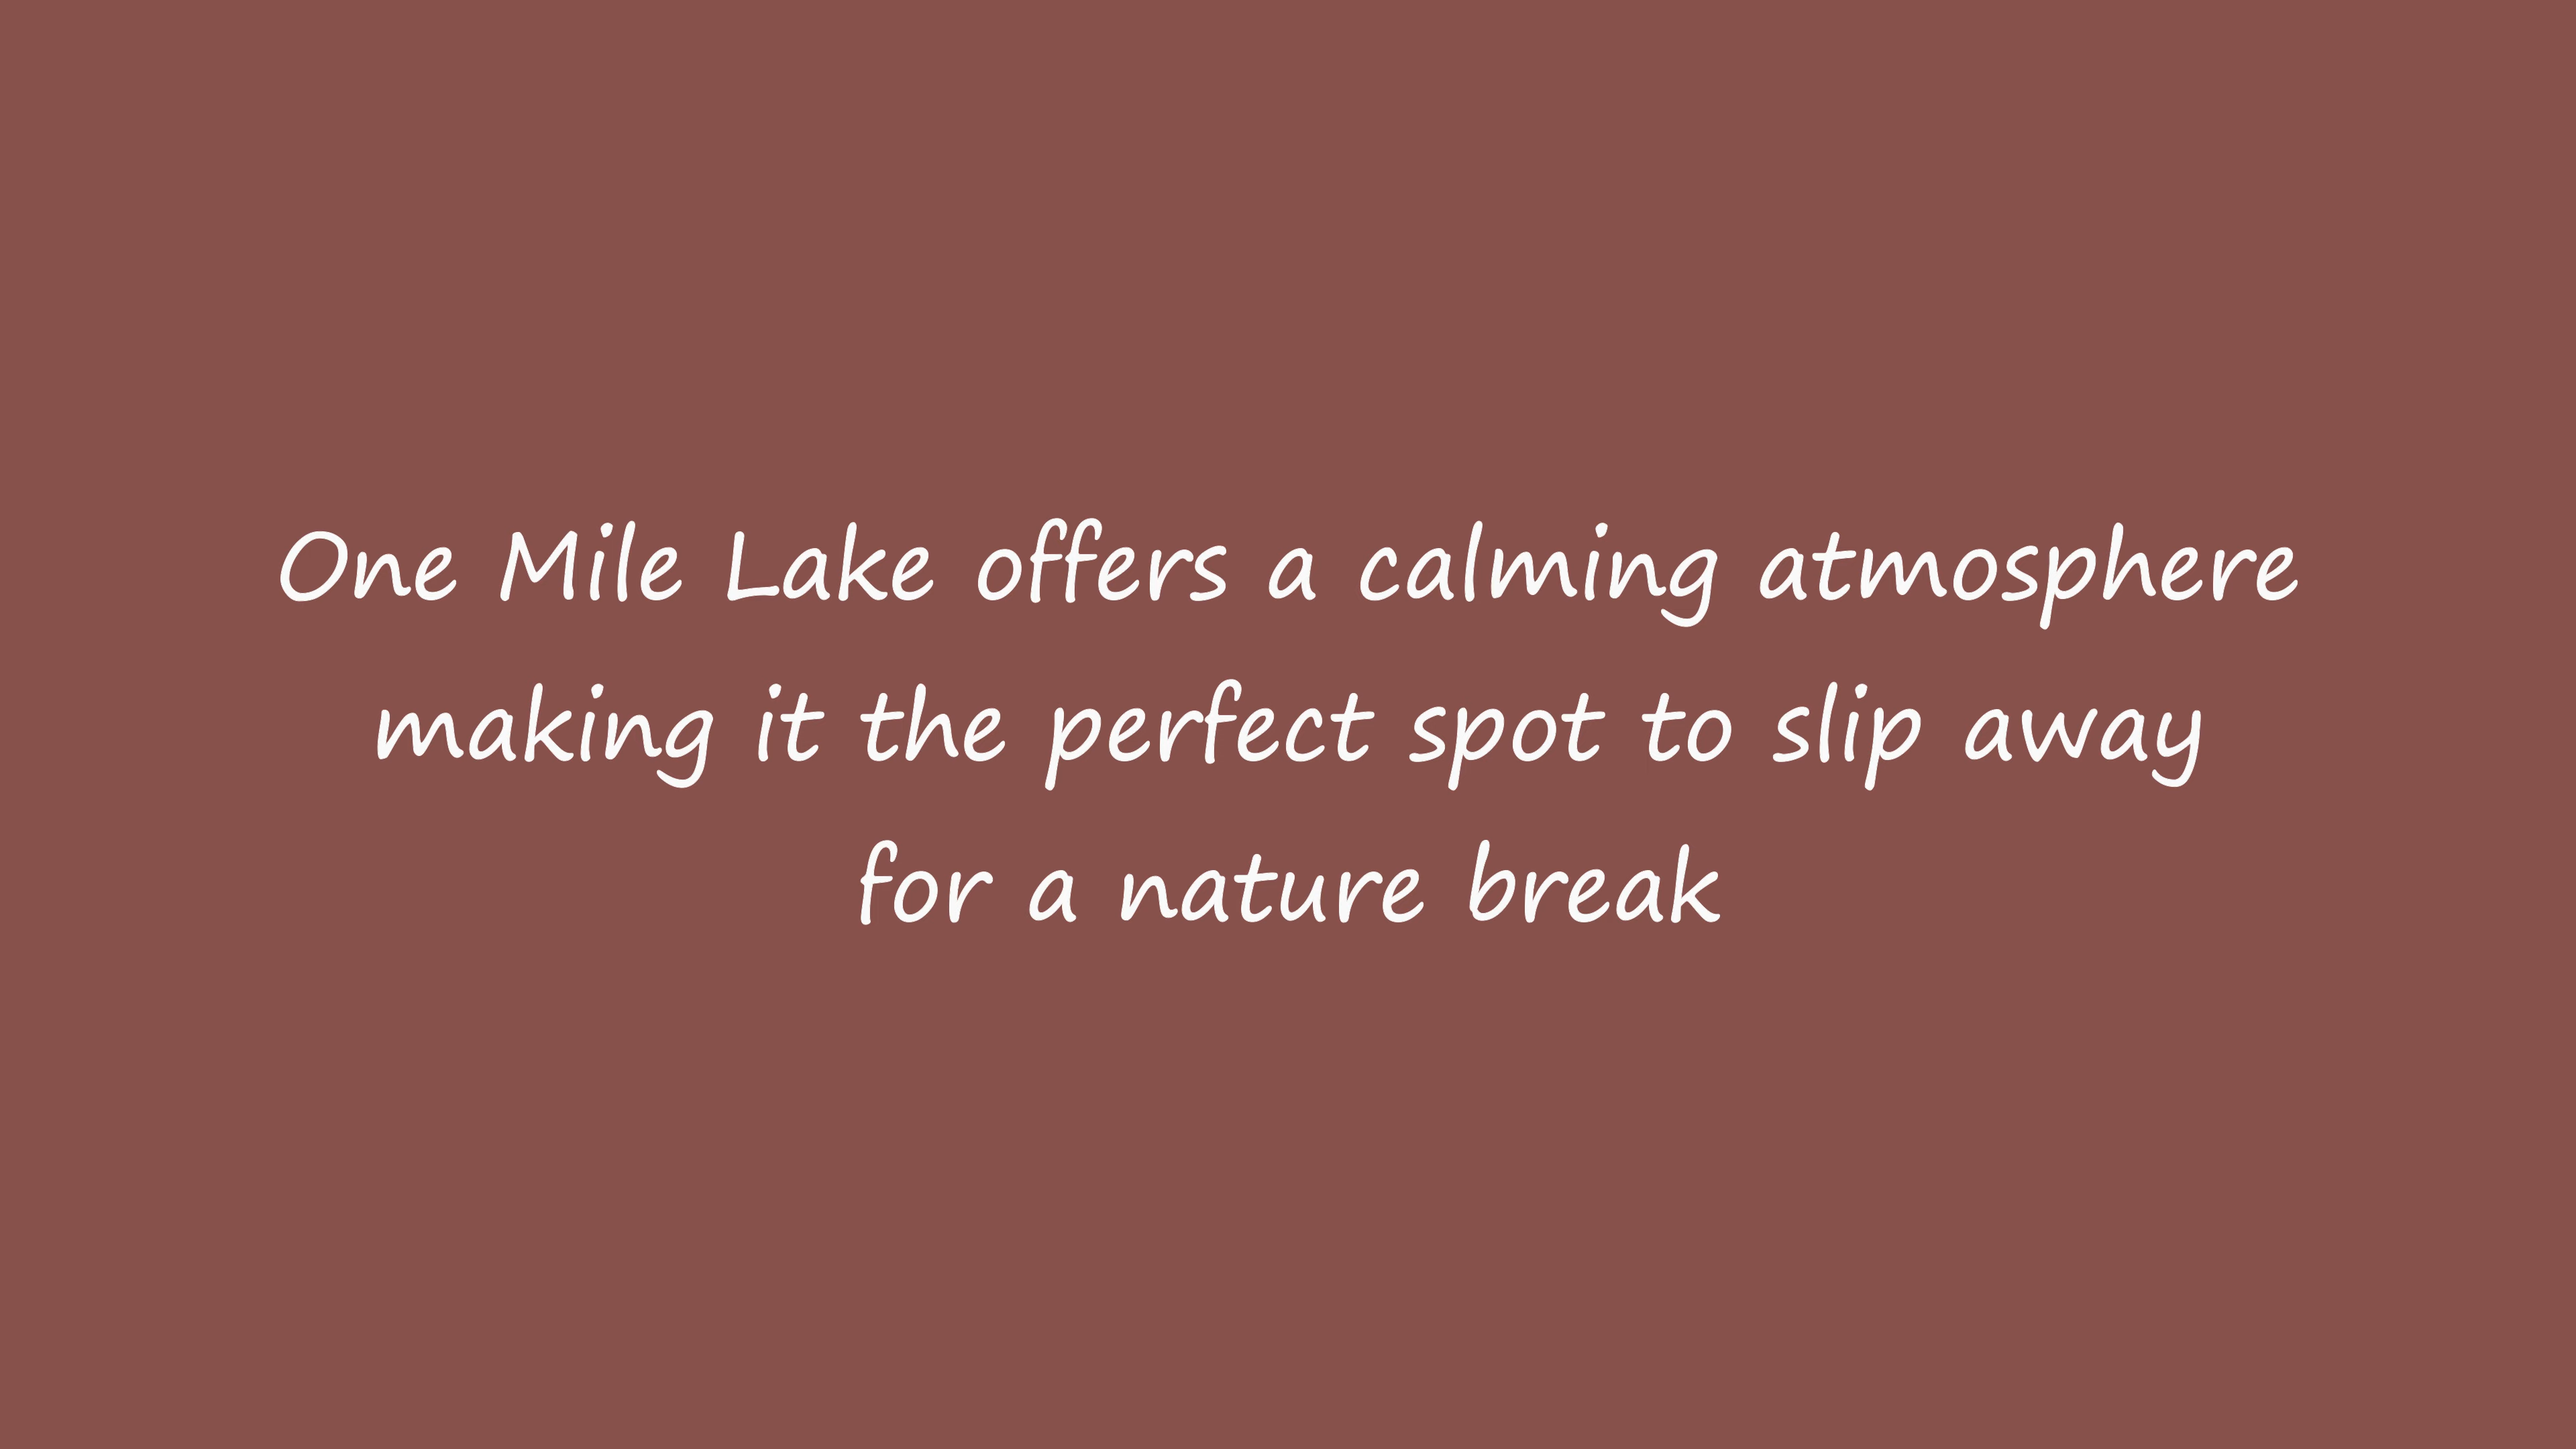 One Mile Lake offers a calming atmosphere
making it the perfect spot to slip away
for a nature break